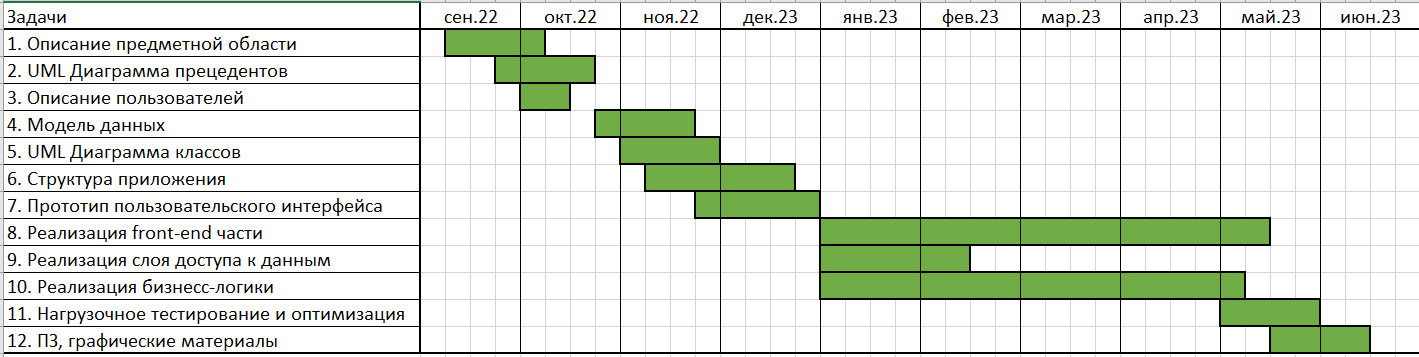 Задачи сен.22 окт.22 ноя.22 дек.23 янв.23 фев.23 мар.23 апр.23 май.23 июн.23
1. Описание предметной области
2. UML Диаграмма прецедентов
3. Описание пользователей
4. Модель данных
5. UML Диаграмма классов
6. Структура приложения
7. Прототип пользовательского интерфейса
8. Реализация front-end части
9. Реализация слоя доступа к данным
10. Реализация бизнесс-логики
11. Нагрузочное тестирование и оптимизация
12. ПЗ, графические материалы